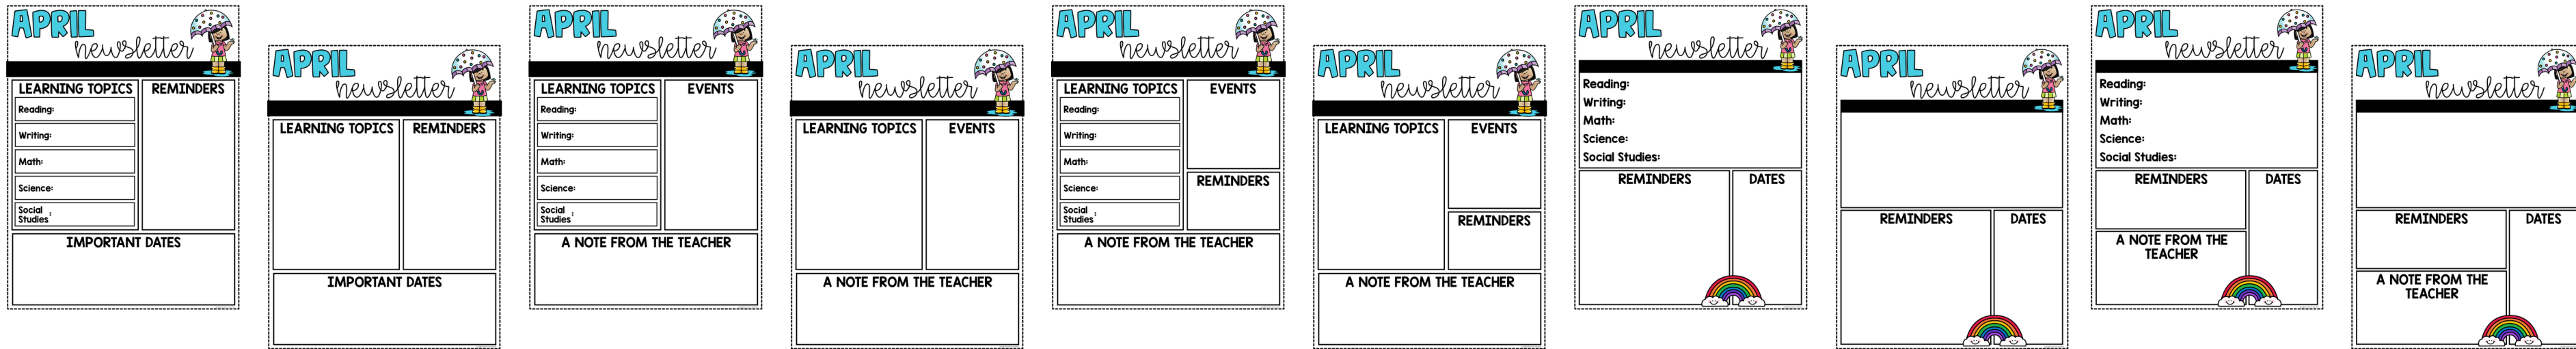 APRIL
newsletter
LEARNING TOPICS
Reading:
Writing:
Math:
Science:
Social
Studies :
REMINDERS
IMPORTANT DATES
APRIL
newsletter
LEARNING TOPICS
REMINDERS
IMPORTANT DATES
APRIL
newsletter
LEARNING TOPICS
Reading:
Writing:
Math:
Science:
Social
Studies :
EVENTS
A NOTE FROM THE TEACHER
APRIL
newsletter
LEARNING TOPICS
EVENTS
A NOTE FROM THE TEACHER
APRIL
newsletter
LEARNING TOPICS
Reading:
Writing:
Math:
Science:
Social
Studies :
EVENTS
REMINDERS
A NOTE FROM THE TEACHER
APRIL
newsletter
LEARNING TOPICS
EVENTS
REMINDERS
A NOTE FROM THE TEACHER
APRIL
newsletter
Reading:
Writing:
Math:
Science:
Social Studies:
REMINDERS
DATES
APRIL
newsletter
REMINDERS
DATES
APRIL
newsletter
Reading:
Writing:
Math:
Science:
Social Studies:
REMINDERS
DATES
A NOTE FROM THE
TEACHER
APRIL
newsletter
REMINDERS
DATES
A NOTE FROM THE
TEACHER